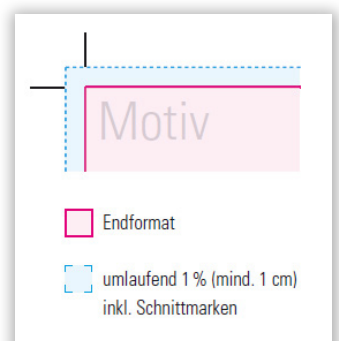 Motiv
Endformat
umlaufend 1 % (mind. 1 cm)
inkl. Schnittmarken